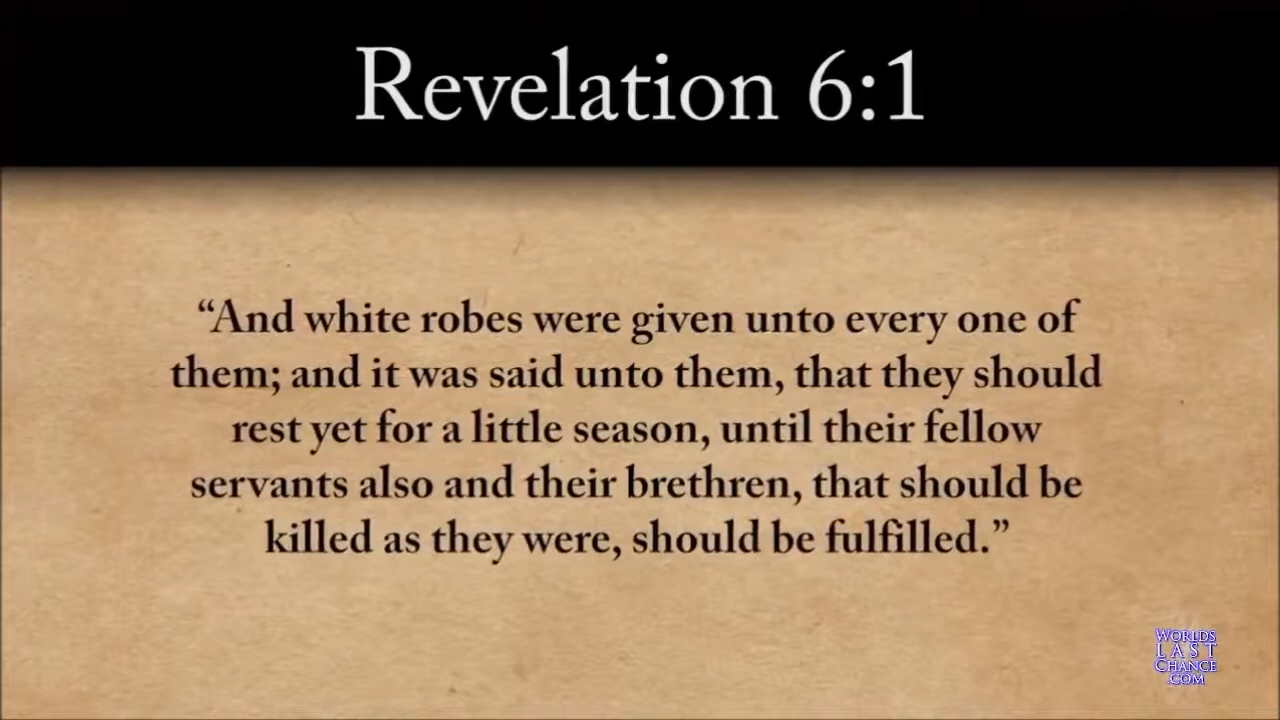 Revelation 6:1
“And white robes were given unto every one of
them; and it was said unto them, that they should
rest yet for a little season, until their fellow
servants also and their brethren, that should be
killed as they were, should be fulfilled.”
WORLDS
LAST
CHANCE
.COM